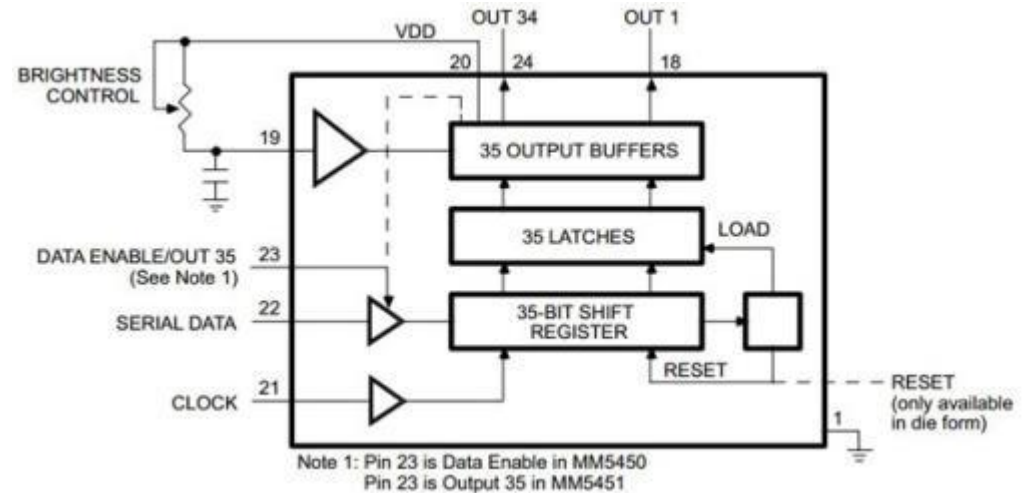 OUT 34
OUT 1
VDD
20
24
18
BRIGHTNESS
CONTROL
19
35 OUTPUT BUFFERS
35 LATCHES
LOAD
DATA ENABLE/OUT 35
(See Note 1)
23
SERIAL DATA
22
35-BIT SHIFT
REGISTER
RESET
CLOCK
21
RESET
(only available
in die form)
1
Note 1: Pin 23 is Data Enable in MM5450
Pin 23 is Output 35 in MM5451